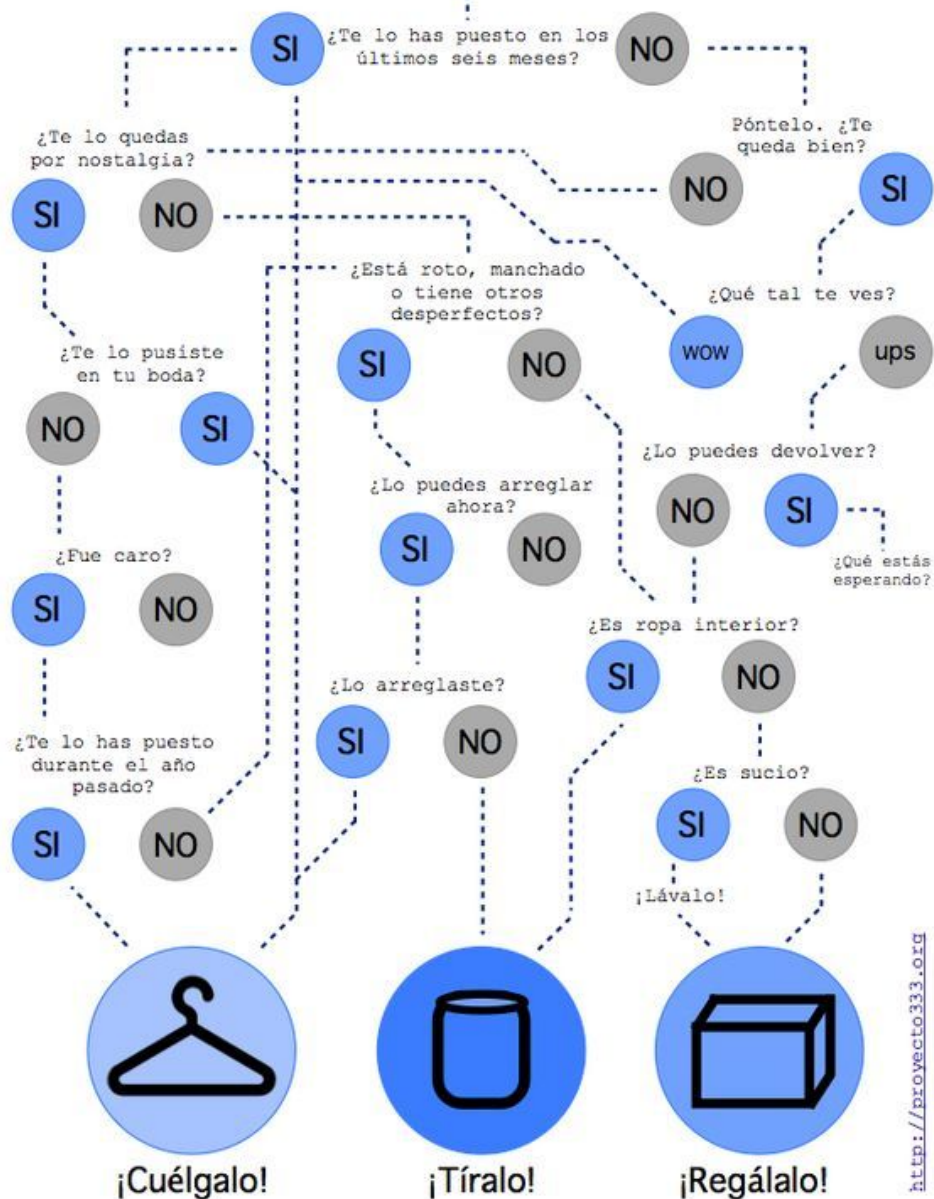 SI
¿Te lo has puesto en los
últimos seis meses?
NO
¿Te lo quedas
por nostalgia?
SI
NO
Póntelo. ¿Te
queda bien?
NO
SI
¿Está roto, manchado
o tiene otros
desperfectos?
SI
NO
¿Qué tal te ves?
wow
ups
¿Te lo pusiste
en tu boda?
NO
SI
¿Lo puedes arreglar
ahora?
SI
NO
¿Lo puedes devolver?
NO
SI
¿Qué estás
esperando?
¿Fue caro?
SI
NO
¿Es ropa interior?
SI
NO
¿Lo arreglaste?
SI
NO
¿Te lo has puesto
durante el año
pasado?
SI
NO
¿Es sucio?
SI
NO
¡Lávalo!
¡Cuélgalo!
¡Tíralo!
¡Regálalo!
http://proyecto333.org